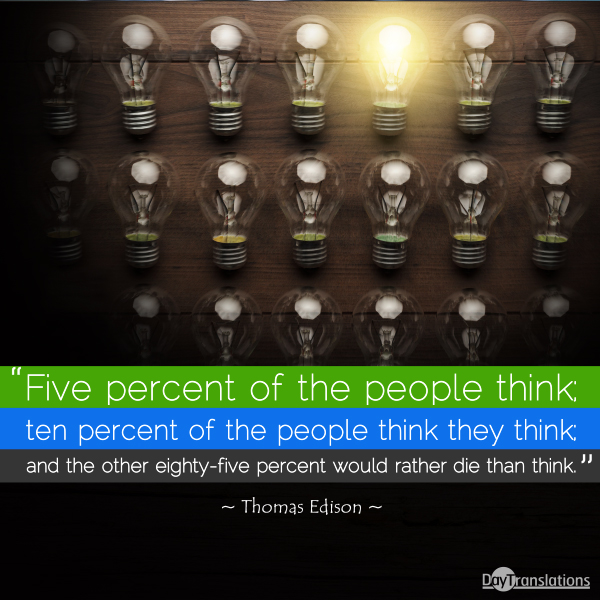 “Five percent of the people think;
ten percent of the people think they think;
and the other eighty-five percent would rather die than think.”
~ Thomas Edison ~
DayTranslations